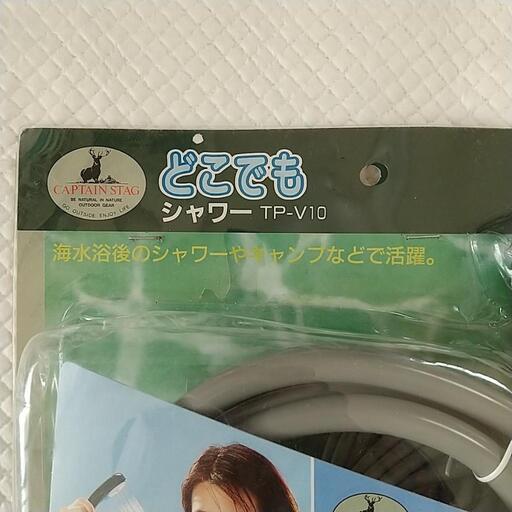 CAPTAIN STAG
BE NATURAL IN NATURE
OUTDOOR GEAR
GO OUTSIDE ENJOY LIFE
どこでも
シャワー TP-V10
海水浴後のシャワーやキャンプなどで活躍。